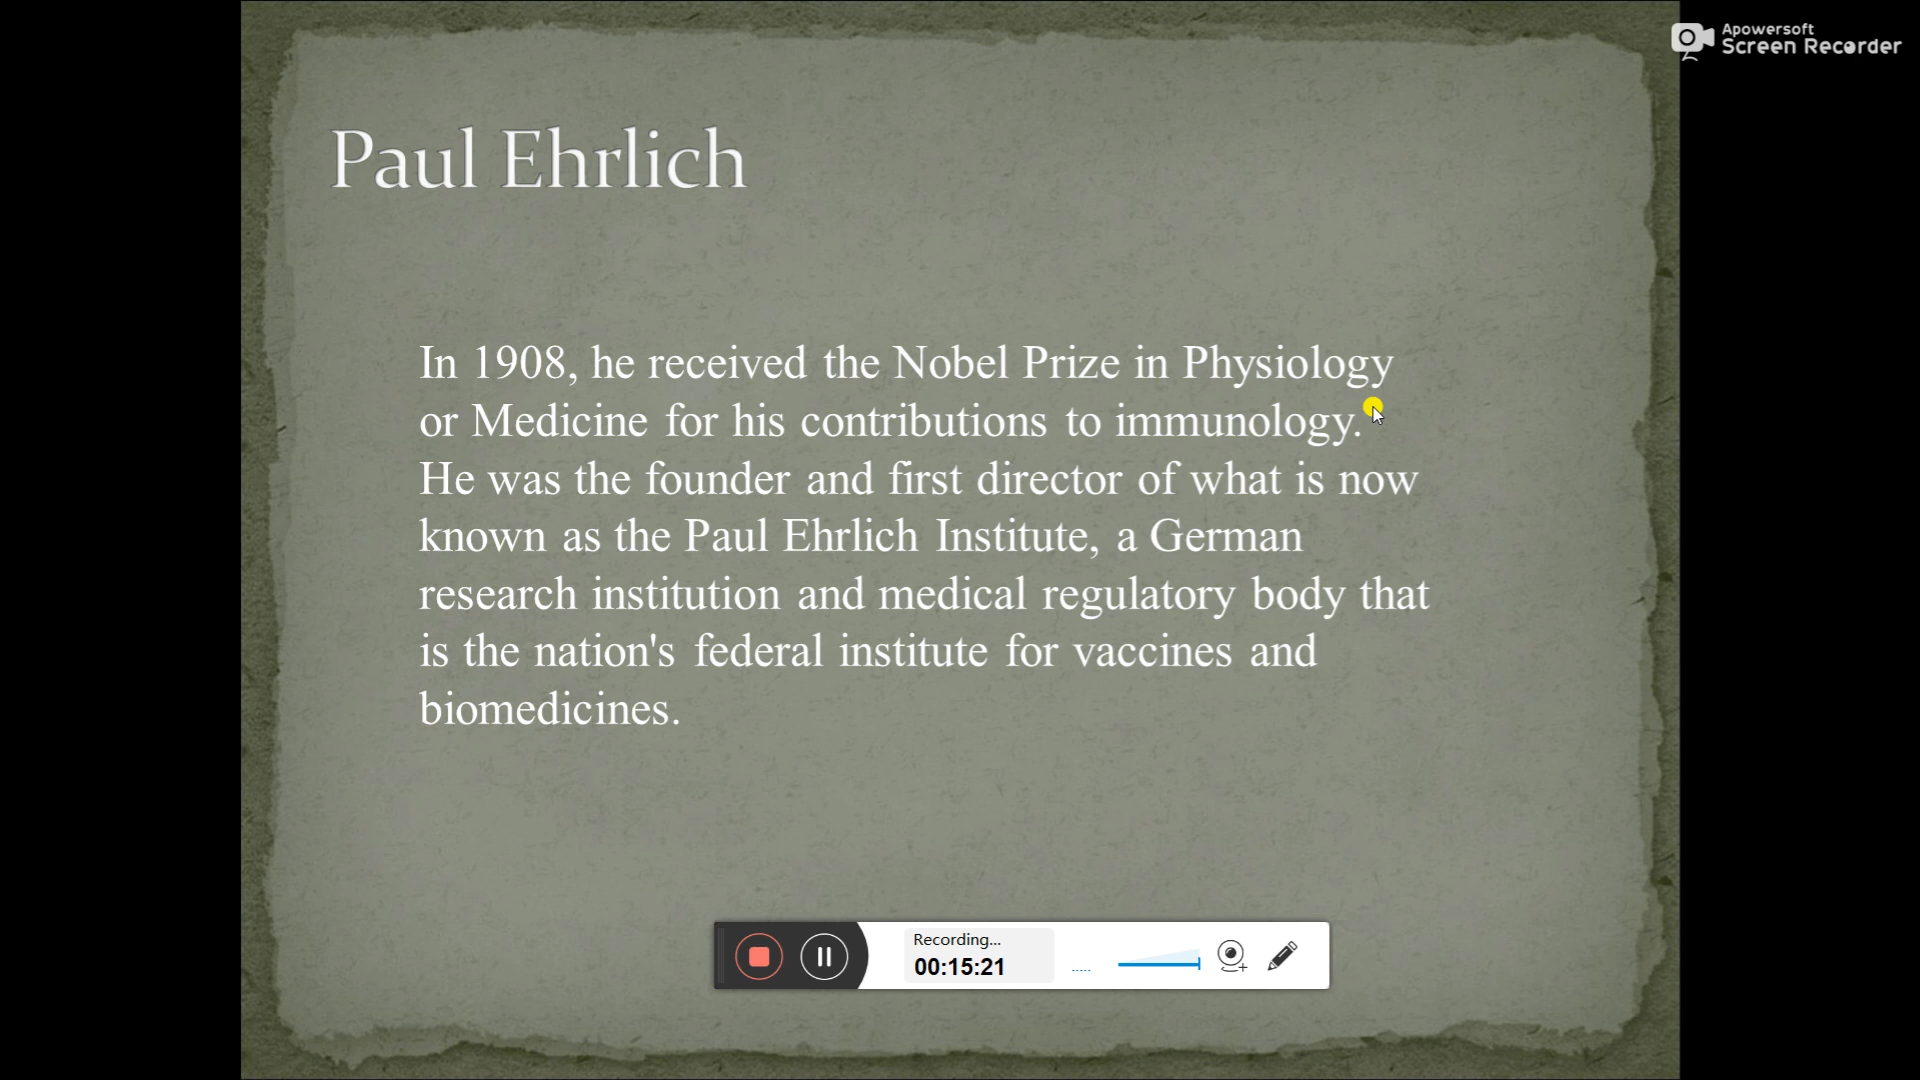 Apowersoft
Screen Recorder
Paul Ehrlich
In 1908, he received the Nobel Prize in Physiology
or Medicine for his contributions to immunology.
He was the founder and first director of what is now
known as the Paul Ehrlich Institute, a German
research institution and medical regulatory body that
is the nation's federal institute for vaccines and
biomedicines.
Recording...
00:15:21